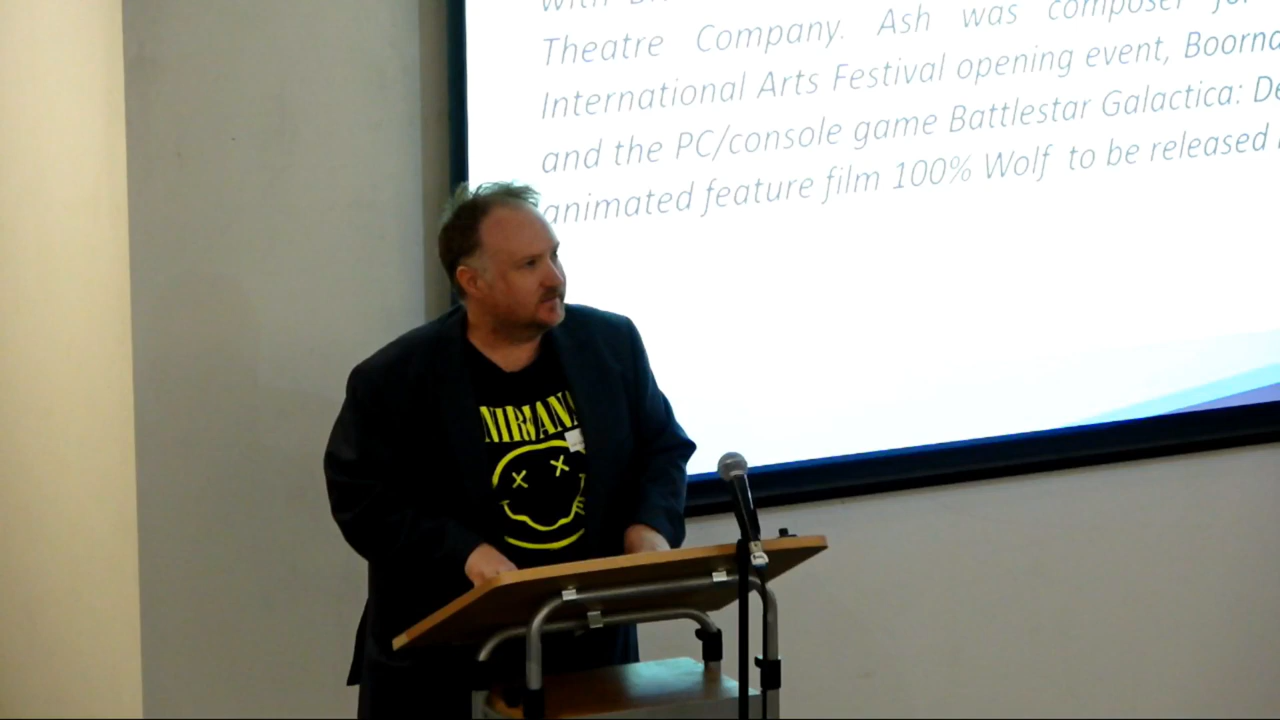 with
Theatre Company. Ash was composer
International Arts Festival opening event,
and the PC/console game Battlestar Galactica:
animated feature film 100% Wolf to be released
NIRVANA